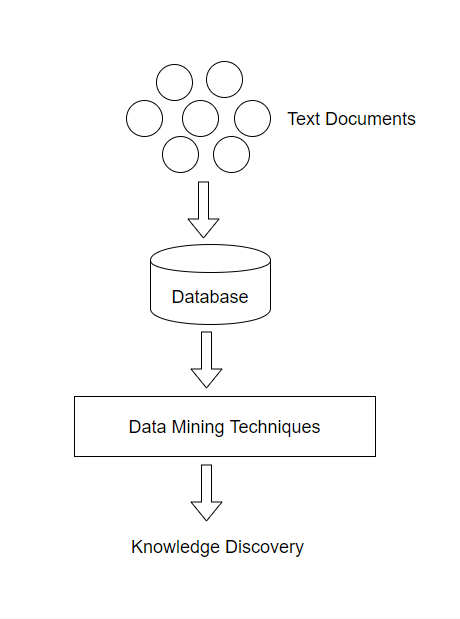 Text Documents
Database
Data Mining Techniques
Knowledge Discovery